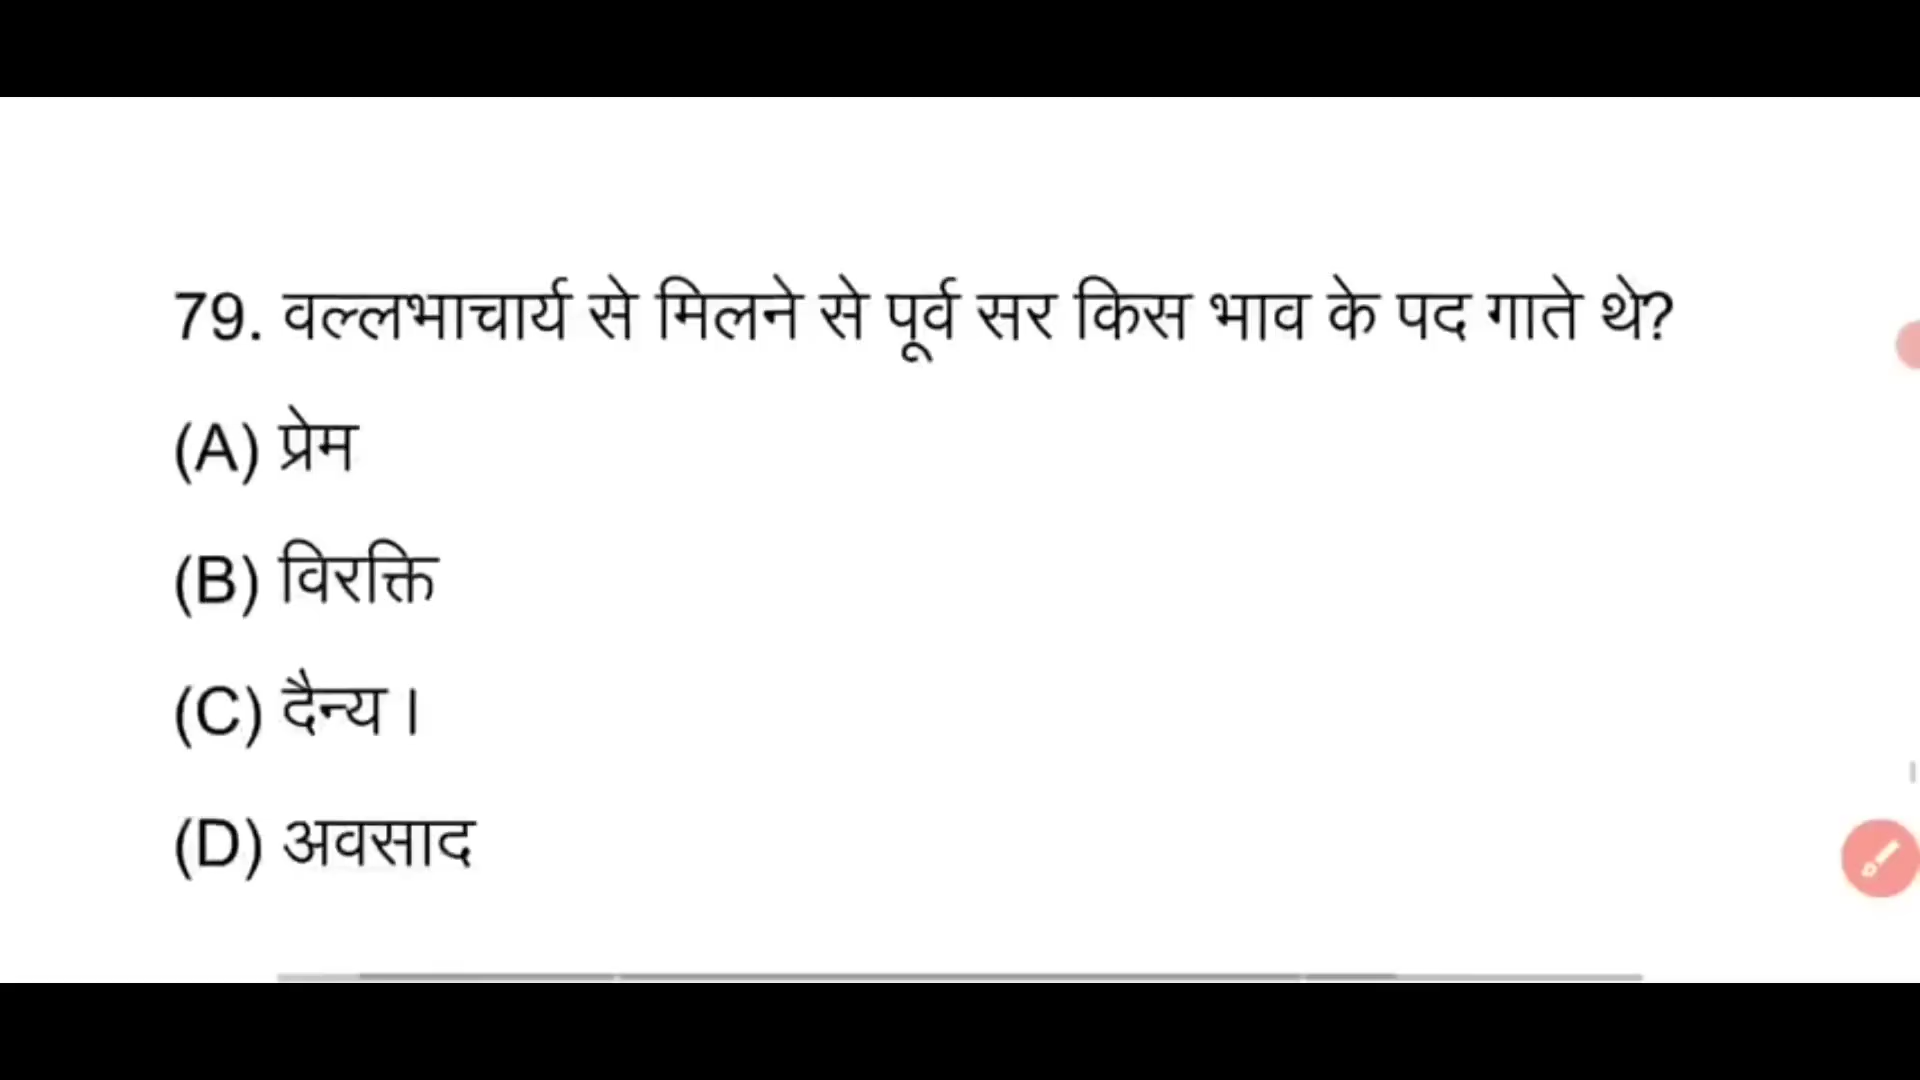 79. वल्लभाचार्य से मिलने से पूर्व सर किस भाव के पद गाते थे?
(A) प्रेम
(B) विरक्ति
(C) दैन्य ।
(D) अवसाद